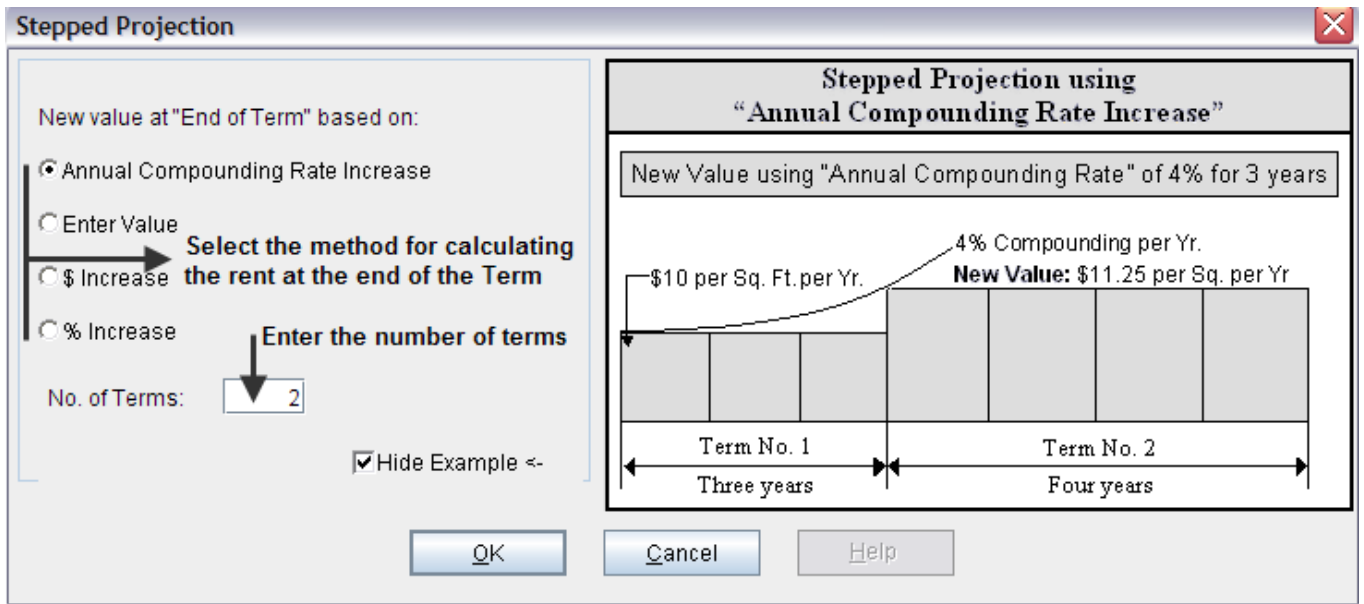 Stepped Projection
New value at "End of Term" based on:
Annual Compounding Rate Increase
Enter Value
Select the method for calculating
the rent at the end of the Term
$ Increase
% Increase
Enter the number of terms
No. of Terms: 2
Hide Example <-
Stepped Projection using
“Annual Compounding Rate Increase”
New Value using "Annual Compounding Rate" of 4% for 3 years
4% Compounding per Yr.
$10 per Sq. Ft.per Yr.
New Value: $11.25 per Sq. per Yr
Term No. 1
Term No. 2
Three years
Four years
OK
Cancel
Help